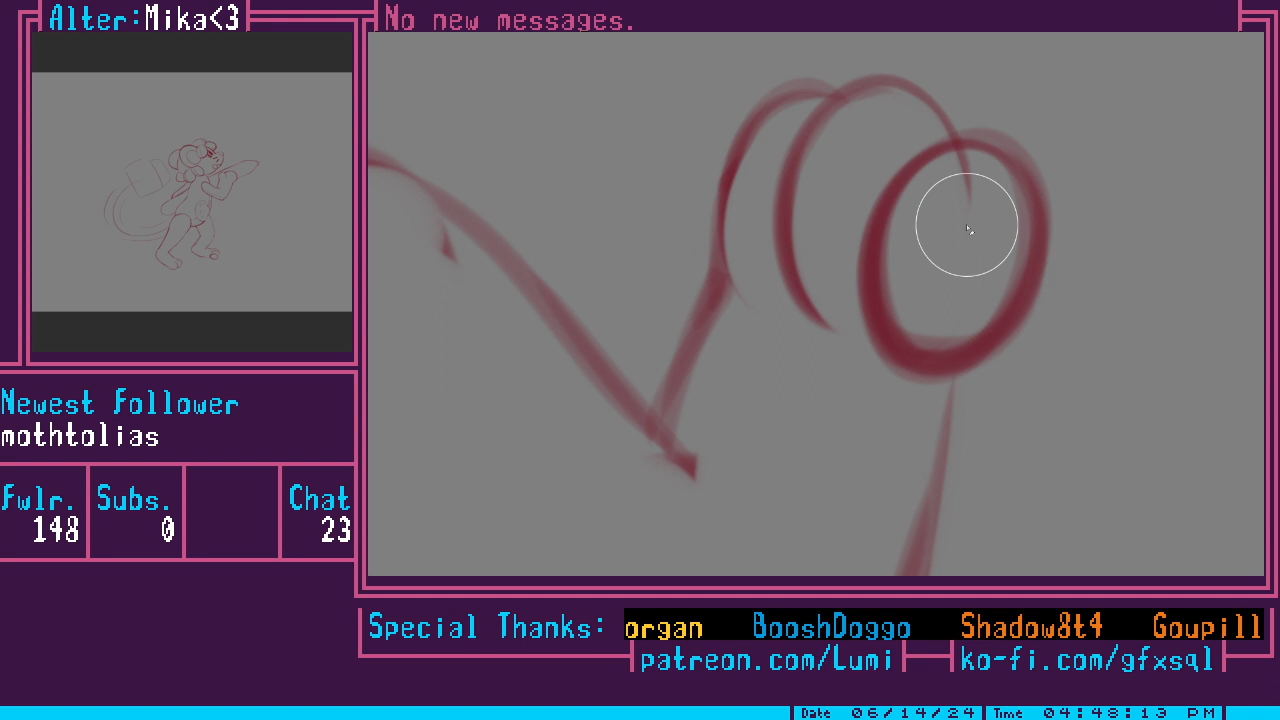 Alter:Mika<3
No new messages.
Newest Follower
mothtolias
Fwlr.
148
Subs.
0
Chat
23
Special Thanks: organ BooshDoggo Shadow8t4 Goupill
patreon.com/Lumi
ko-fi.com/gfxsql
Date 06/14/24 Time 04:48:13 PM